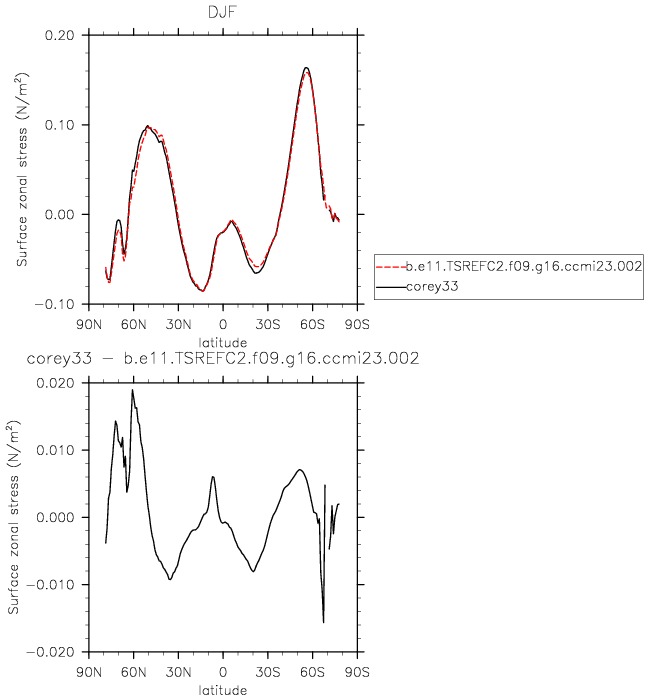 DJF
0.20
0.10
0.00
−0.10
Surface zonal stress (N/m²)
90N 60N 30N 0 30S 60S 90S
latitude
b.e11.TSREFC2.f09.g16.ccmi23.002
corey33
corey33 − b.e11.TSREFC2.f09.g16.ccmi23.002
0.020
0.010
0.000
−0.010
−0.020
Surface zonal stress (N/m²)
90N 60N 30N 0 30S 60S 90S
latitude